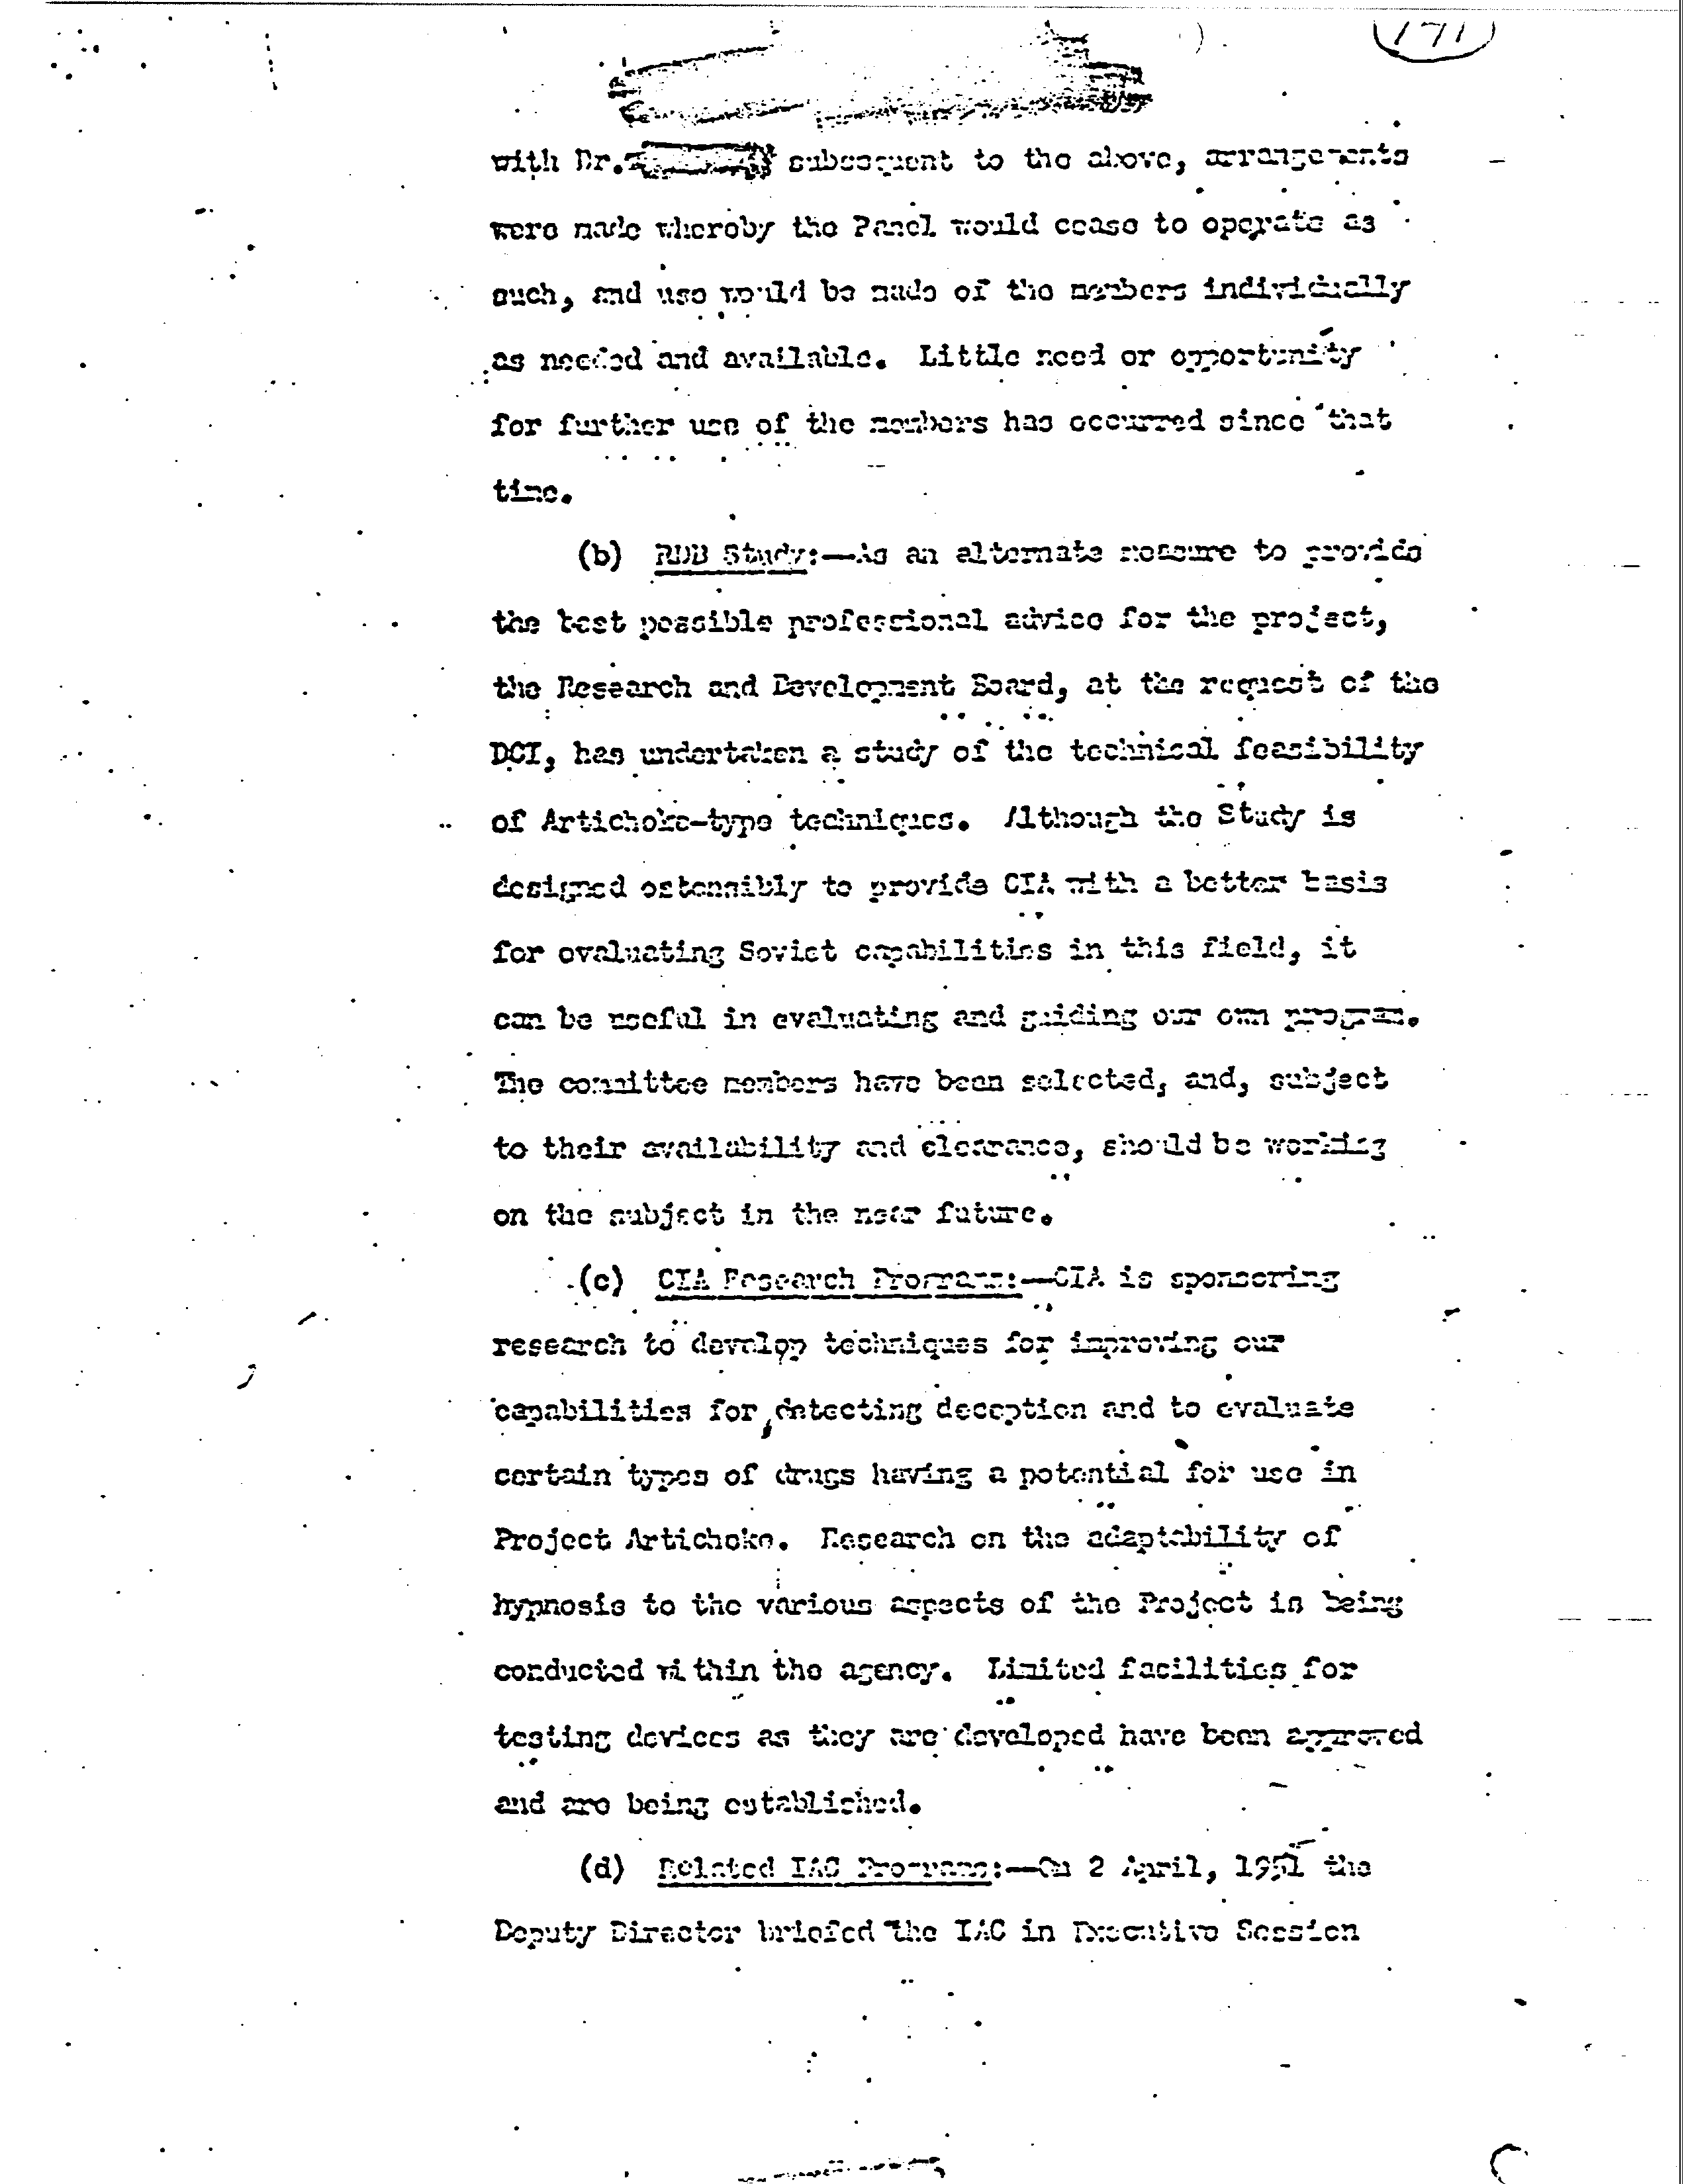 171
with Dr. subsequent to the above, arrangements
were made whereby the Panel would cease to operate as
such, and use would be made of the members individually
as needed and available. Little need or opportunity
for further use of the members has occurred since that
time.
(b) RDB Study:—As an alternate measure to provide
the best possible professional advice for the project,
the Research and Development Board, at the request of the
DCI, has undertaken a study of the technical feasibility
of Artichoke-type techniques. Although the Study is
designed ostensibly to provide CIA with a better basis
for evaluating Soviet capabilities in this field, it
can be useful in evaluating and guiding our own program.
The committee members have been selected, and, subject
to their availability and clearance, should be working
on the subject in the near future.
(c) CIA Research Program:—CIA is sponsoring
research to develop techniques for improving our
capabilities for detecting deception and to evaluate
certain types of drugs having a potential for use in
Project Artichoke. Research on the adaptability of
hypnosis to the various aspects of the Project is being
conducted within the agency. Limited facilities for
testing devices as they are developed have been approved
and are being established.
(d) Related IAC Programs:—On 2 April, 1951 the
Deputy Director briefed the IAC in Executive Session